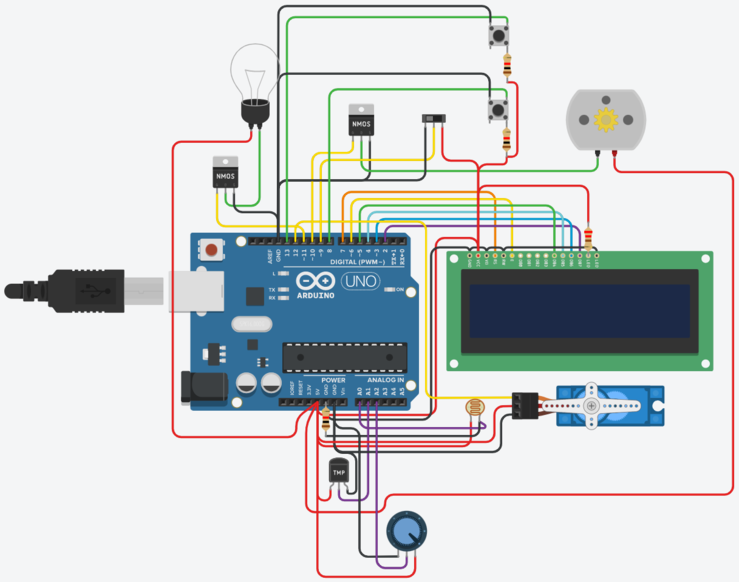 NMOS
NMOS
AREF
GND
13
12
~11
~10
~9
8
7
~6
~5
4
~3
2
TX→1
RX←0
DIGITAL (PWM~)
L
TX
RX
ARDUINO
UNO
ON
POWER
ANALOG IN
IOREF
RESET
3.3V
5V
GND
GND
Vin
A0
A1
A2
A3
A4
A5
TMP